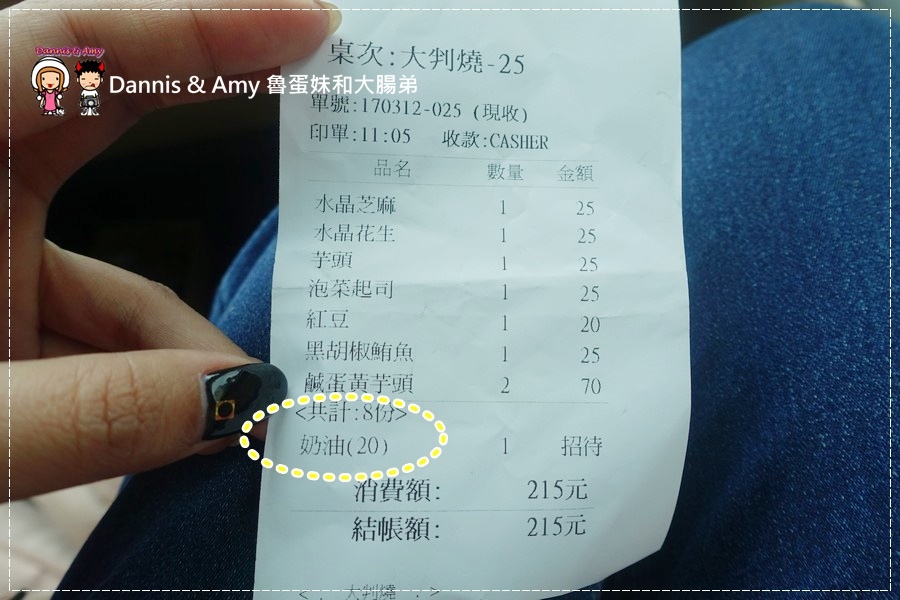 Dannis & Amy
Dannis & Amy 魯蛋妹和大腸弟
桌次:大判燒-25
單號:170312-025 (現收)
印單:11:05 收款:CASHER
品名 數量 金額
水晶芝麻 1 25
水晶花生 1 25
芋頭 1 25
泡菜起司 1 25
紅豆 1 20
黑胡椒鮪魚 1 25
鹹蛋黃芋頭 2 70
<共計:8份>
奶油(20) 1 招待
消費額: 215元
結帳額: 215元
大判燒